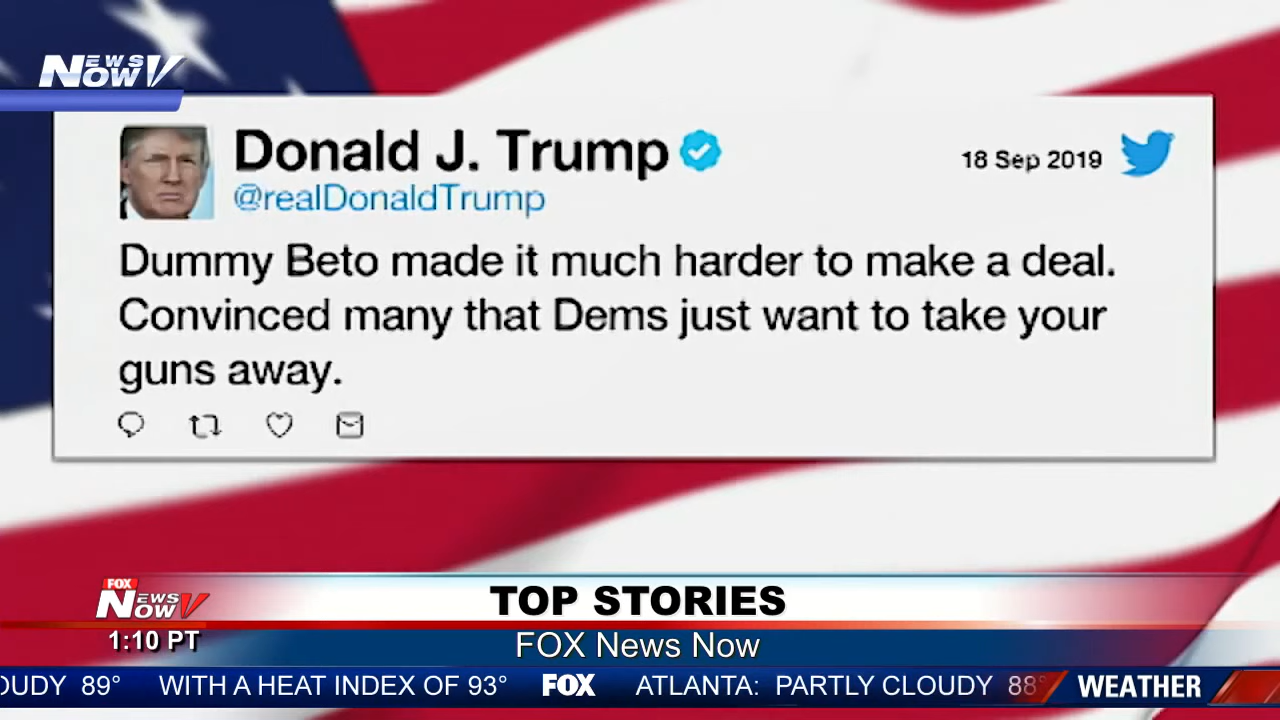 NEWS
NOW
Donald J. Trump
@realDonaldTrump
18 Sep 2019
Dummy Beto made it much harder to make a deal.
Convinced many that Dems just want to take your
guns away.
FOX
NEWS
NOW
1:10 PT
TOP STORIES
FOX News Now
89° WITH A HEAT INDEX OF 93° FOX ATLANTA: PARTLY CLOUDY 88° WEATHER